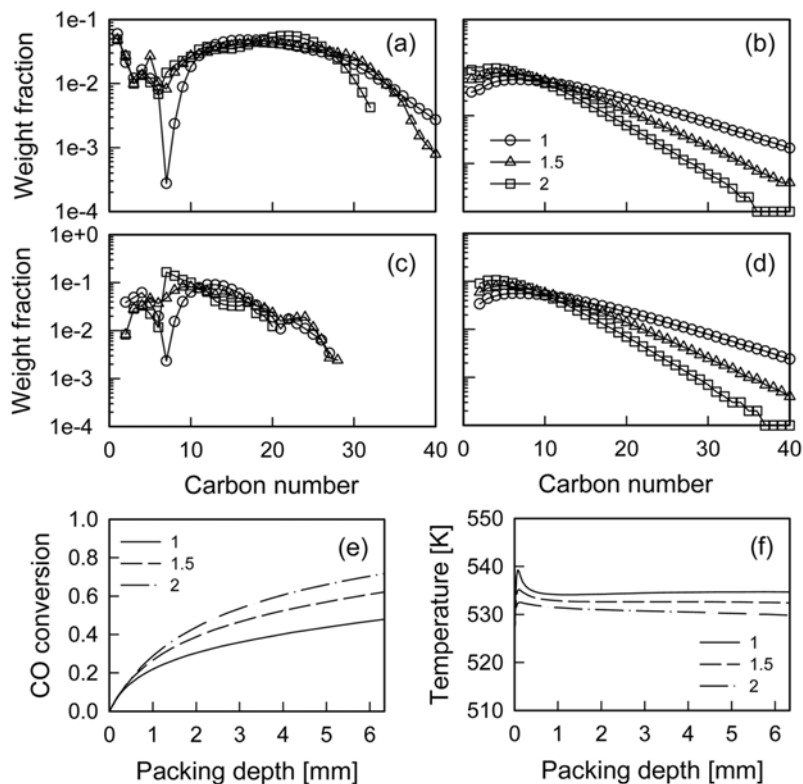 (a)
Weight fraction
1e-1
1e-2
1e-3
1e-4
(b)
1
1.5
2
(c)
Weight fraction
1e+0
1e-1
1e-2
1e-3
1e-4
0 10 20 30 40
Carbon number
(d)
0 10 20 30 40
Carbon number
(e)
CO conversion
1.0
0.8
0.6
0.4
0.2
0.0
1
1.5
2
0 1 2 3 4 5 6
Packing depth [mm]
(f)
Temperature [K]
550
540
530
520
510
1
1.5
2
0 1 2 3 4 5 6
Packing depth [mm]